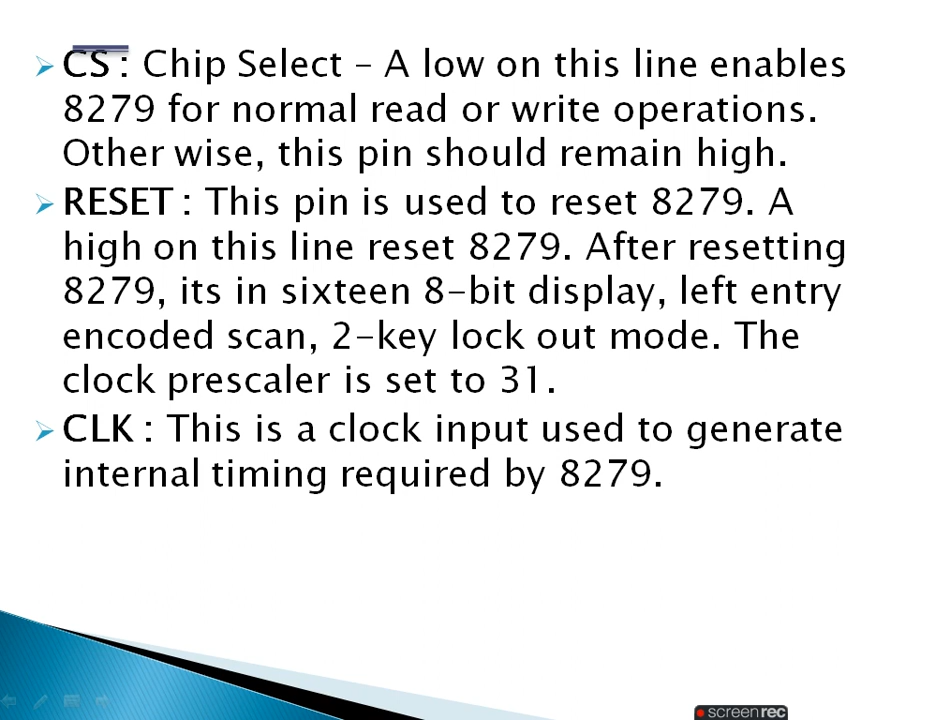 CS : Chip Select – A low on this line enables
8279 for normal read or write operations.
Other wise, this pin should remain high.
RESET : This pin is used to reset 8279. A
high on this line reset 8279. After resetting
8279, its in sixteen 8-bit display, left entry
encoded scan, 2-key lock out mode. The
clock prescaler is set to 31.
CLK : This is a clock input used to generate
internal timing required by 8279.
screenrec